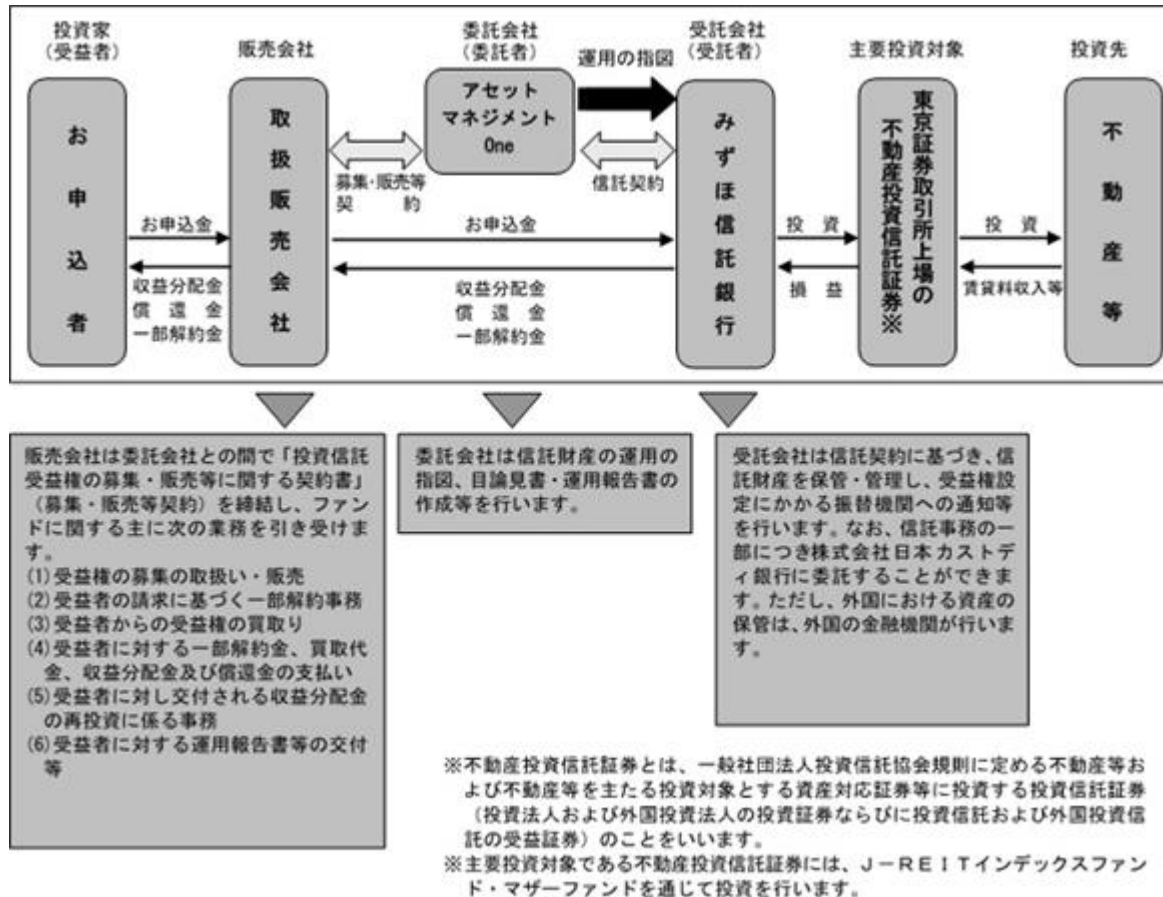 投資家
(受益者)
販売会社
委託会社
(委託者)
運用の指図
受託会社
(受託者)
主要投資対象
投資先
お申込者
取扱販売会社
アセット
マネジメント
One
みずほ信託銀行
東京証券取引所上場の
不動産投資信託証券※
不動産等
募集・販売等
契約
信託契約
お申込金
収益分配金
償還金
一部解約金
お申込金
収益分配金
償還金
一部解約金
投資
損益
投資
賃貸料収入等
販売会社は委託会社との間で「投資信託
受益権の募集・販売等に関する契約書」
(募集・販売等契約)を締結し、ファン
ドに関する主に次の業務を引き受けま
す。
(1)受益権の募集の取扱い・販売
(2)受益者の請求に基づく一部解約事務
(3)受益者からの受益権の買取り
(4)受益者に対する一部解約金、買取代
金、収益分配金及び償還金の支払い
(5)受益者に対し交付される収益分配金
の再投資に係る事務
(6)受益者に対する運用報告書等の交付
等
委託会社は信託財産の運用の
指図、目論見書・運用報告書の
作成等を行います。
受託会社は信託契約に基づき、信
託財産を保管・管理し、受益権設
定にかかる振替機関への通知等
を行います。なお、信託事務の一
部につき株式会社日本カストデ
ィ銀行に委託することができま
す。ただし、外国における資産の
保管は、外国の金融機関が行いま
す。
※不動産投資信託証券とは、一般社団法人投資信託協会規則に定める不動産等お
よび不動産等を主たる投資対象とする資産対応証券等に投資する投資信託証券
(投資法人および外国投資法人の投資証券ならびに投資信託および外国投資信
託の受益証券)のことをいいます。
※主要投資対象である不動産投資信託証券には、J-REITインデックスファン
ド・マザーファンドを通じて投資を行います。